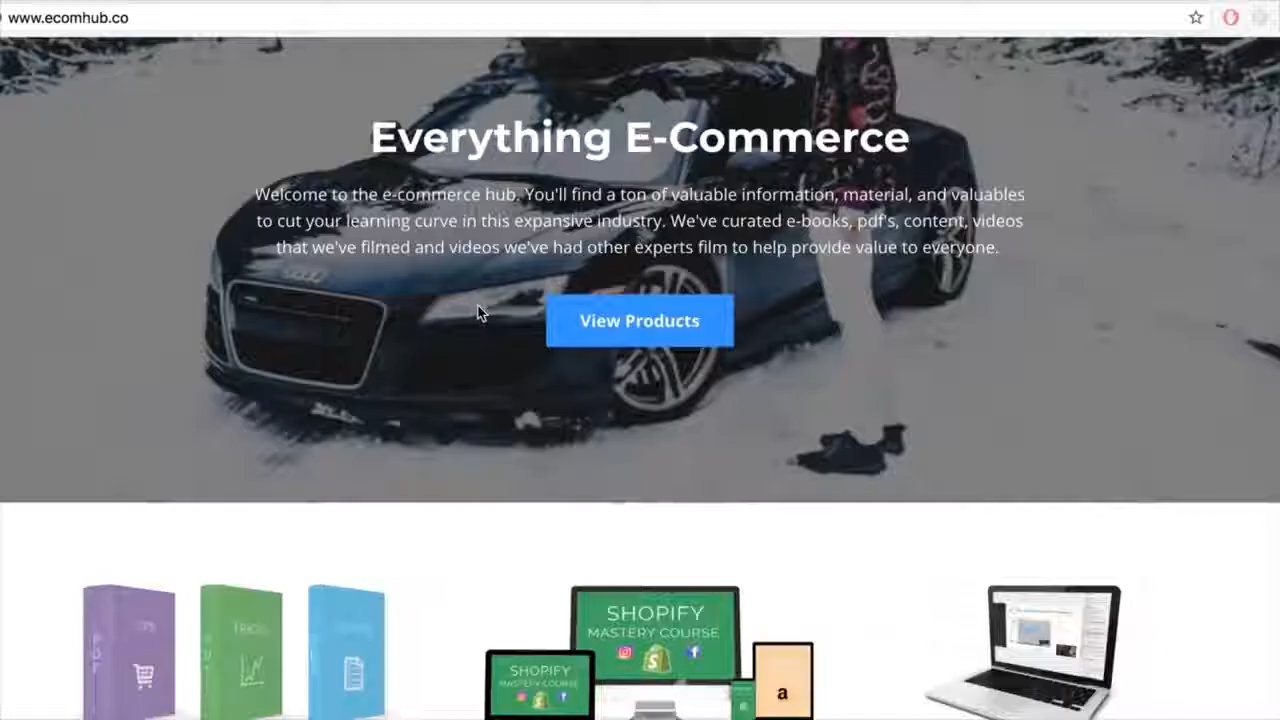 www.ecomhub.co
Everything E-Commerce
Welcome to the e-commerce hub. You'll find a ton of valuable information, material, and valuables
to cut your learning curve in this expansive industry. We've curated e-books, pdf's, content, videos
that we've filmed and videos we've had other experts film to help provide value to everyone.
View Products
SHOPIFY
MASTERY COURSE
SHOPIFY
MASTERY COURSE
a